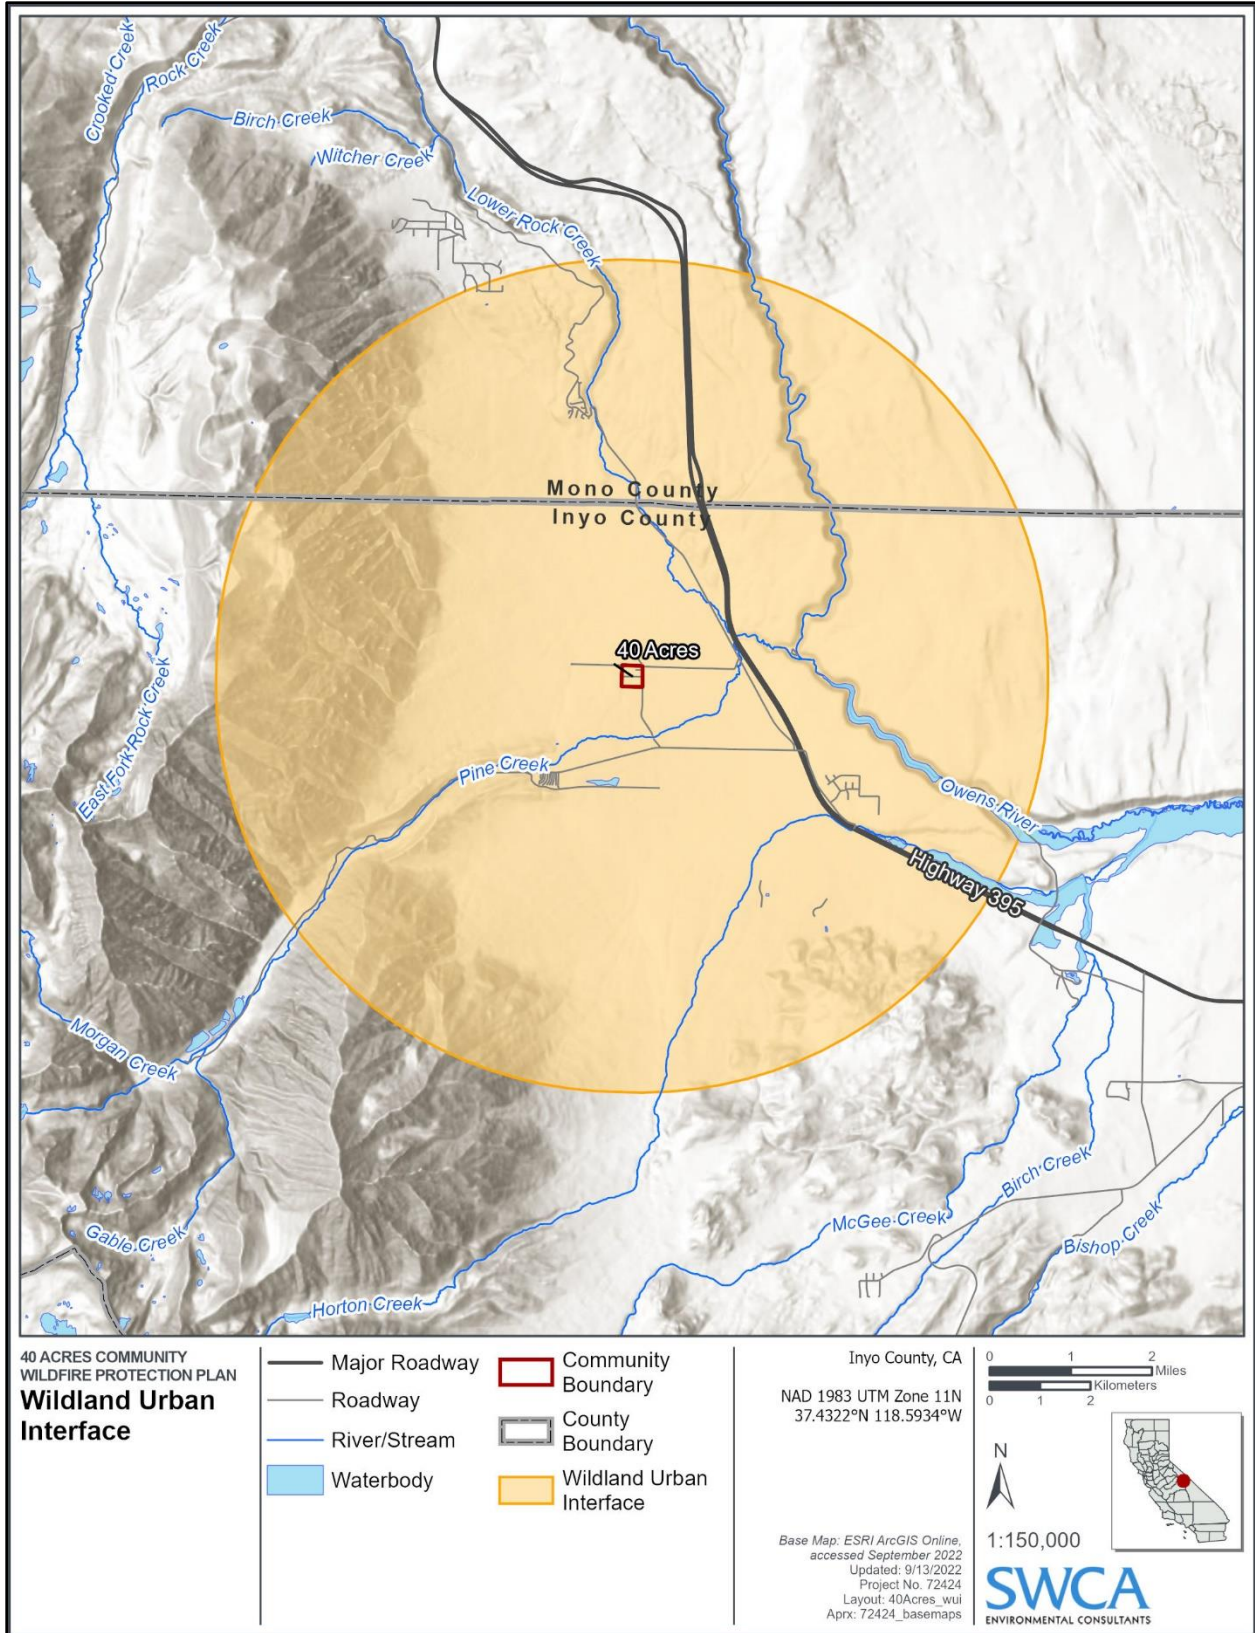 Crooked Creek
Rock Creek
Birch Creek
Witcher Creek
Lower Rock Creek
Mono County
Inyo County
40 Acres
East Fork Rock Creek
Pine Creek
Owens River
Highway 395
Morgan Creek
Gable Creek
Horton Creek
McGee Creek
Birch Creek
Bishop Creek
40 ACRES COMMUNITY
WILDFIRE PROTECTION PLAN
Wildland Urban
Interface
Major Roadway
Roadway
River/Stream
Waterbody
Community
Boundary
County
Boundary
Wildland Urban
Interface
Inyo County, CA
NAD 1983 UTM Zone 11N
37.4322°N 118.5934°W
Base Map: ESRI ArcGIS Online,
accessed September 2022
Updated: 9/13/2022
Project No. 72424
Layout: 40Acres_wui
Aprx: 72424_basemaps
0 1 2
Miles
Kilometers
0 1 2
N
1:150,000
SWCA
ENVIRONMENTAL CONSULTANTS